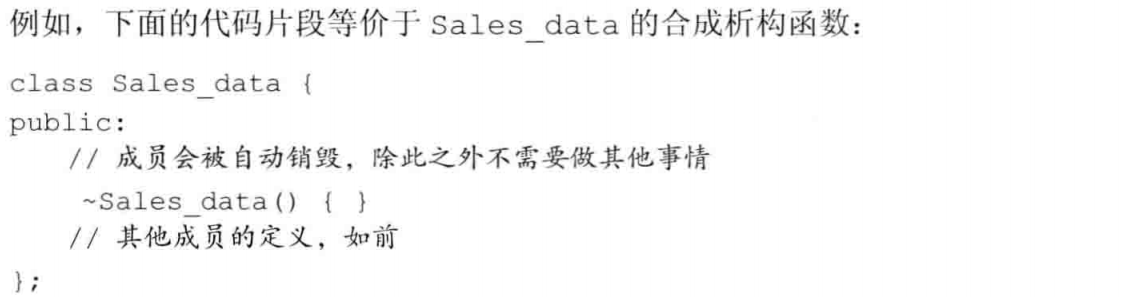 例如，下面的代码片段等价于 Sales_data 的合成析构函数：
class Sales_data {
public:
    // 成员会被自动销毁，除此之外不需要做其他事情
    ~Sales_data() { }
    // 其他成员的定义，如前
};